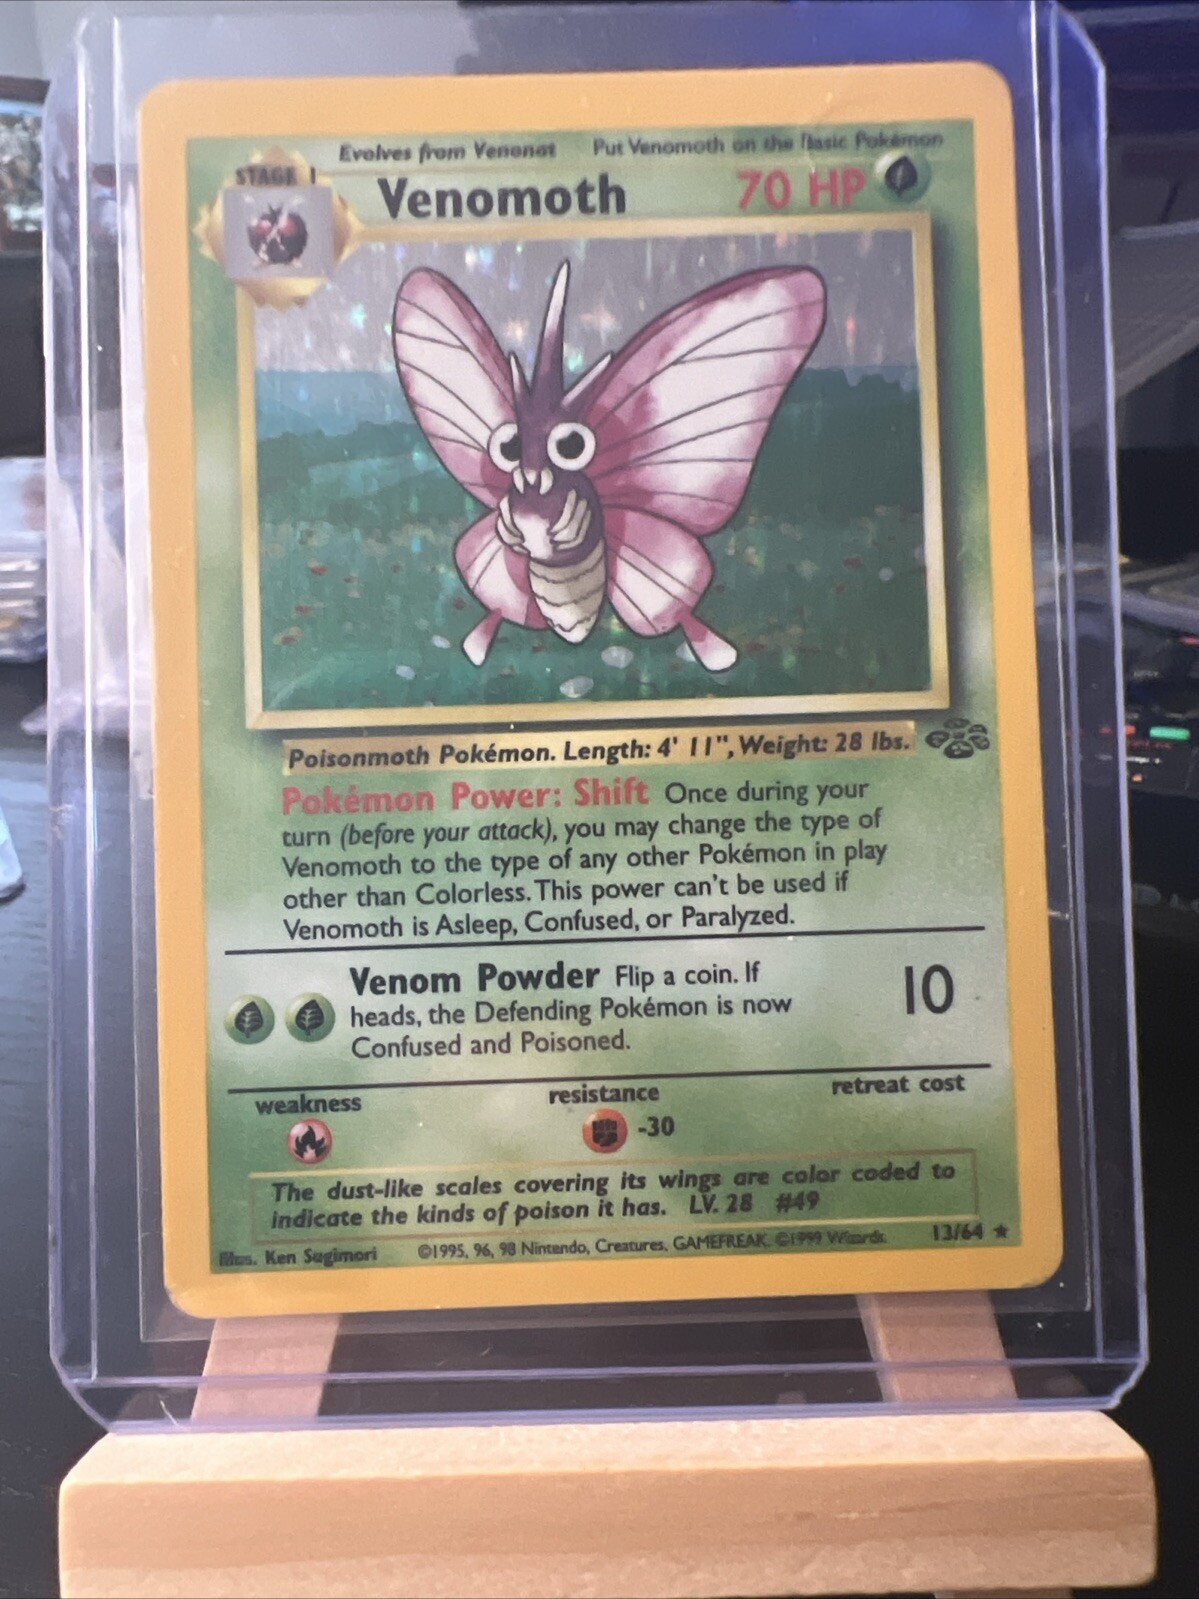 Evolves from Venonat Put Venomoth on the Basic Pokémon
STAGE 1
Venomoth 70 HP
Poisonmoth Pokémon. Length: 4' 11", Weight: 28 lbs.
Pokémon Power: Shift Once during your
turn (before your attack), you may change the type of
Venomoth to the type of any other Pokémon in play
other than Colorless. This power can't be used if
Venomoth is Asleep, Confused, or Paralyzed.
Venom Powder Flip a coin. If
heads, the Defending Pokémon is now
Confused and Poisoned.
10
weakness resistance retreat cost
-30
The dust-like scales covering its wings are color coded to
indicate the kinds of poison it has. LV. 28 #49
Illus. Ken Sugimori ©1995, 96, 98 Nintendo, Creatures, GAMEFREAK. ©1999 Wizards. 13/64 ★